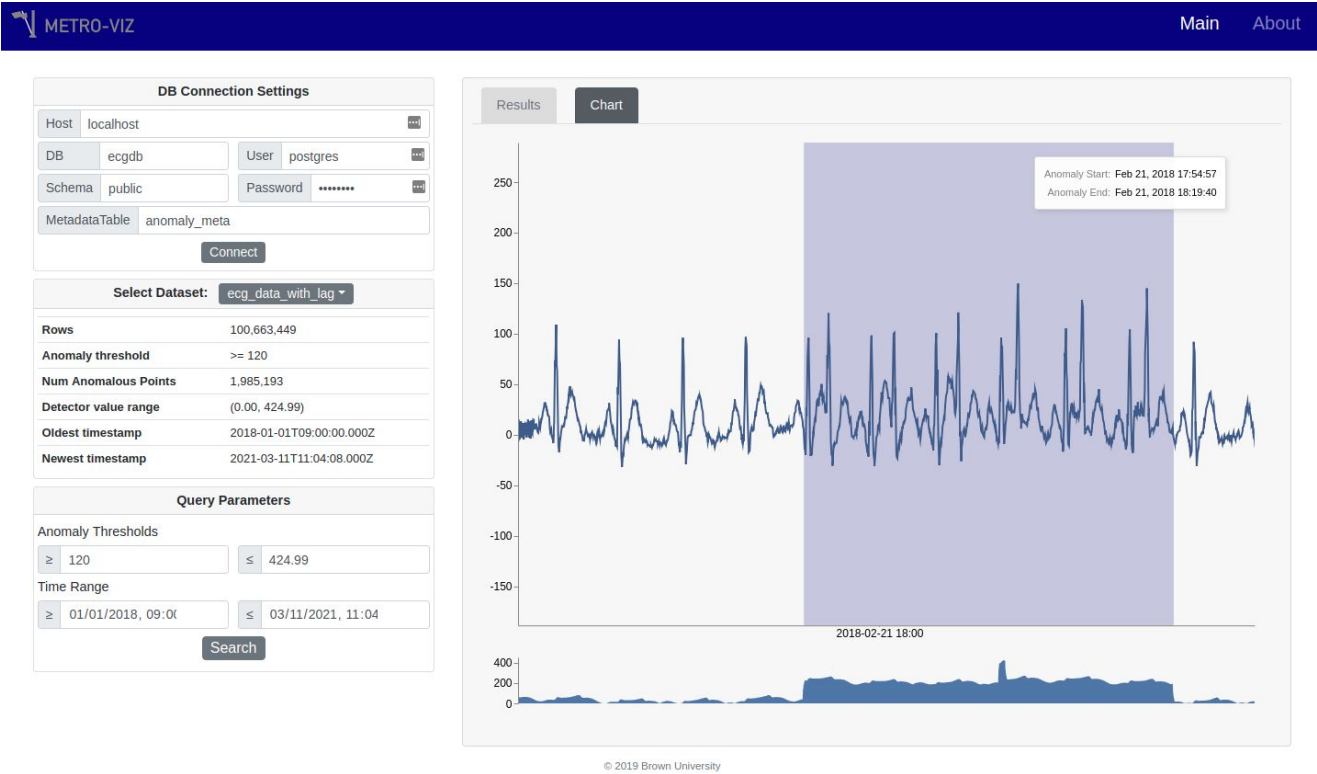 METRO-VIZ
Main About
DB Connection Settings
Host localhost
DB ecgdb User postgres
Schema public Password ••••••••
MetadataTable anomaly_meta
Connect
Select Dataset: ecg_data_with_lag
Rows 100,663,449
Anomaly threshold >= 120
Num Anomalous Points 1,985,193
Detector value range (0.00, 424.99)
Oldest timestamp 2018-01-01T09:00:00.000Z
Newest timestamp 2021-03-11T11:04:08.000Z
Query Parameters
Anomaly Thresholds
≥ 120 ≤ 424.99
Time Range
≥ 01/01/2018, 09:00 ≤ 03/11/2021, 11:04
Search
Results Chart
Anomaly Start: Feb 21, 2018 17:54:57
Anomaly End: Feb 21, 2018 18:19:40
250
200
150
100
50
0
-50
-100
-150
2018-02-21 18:00
400
200
0
© 2019 Brown University